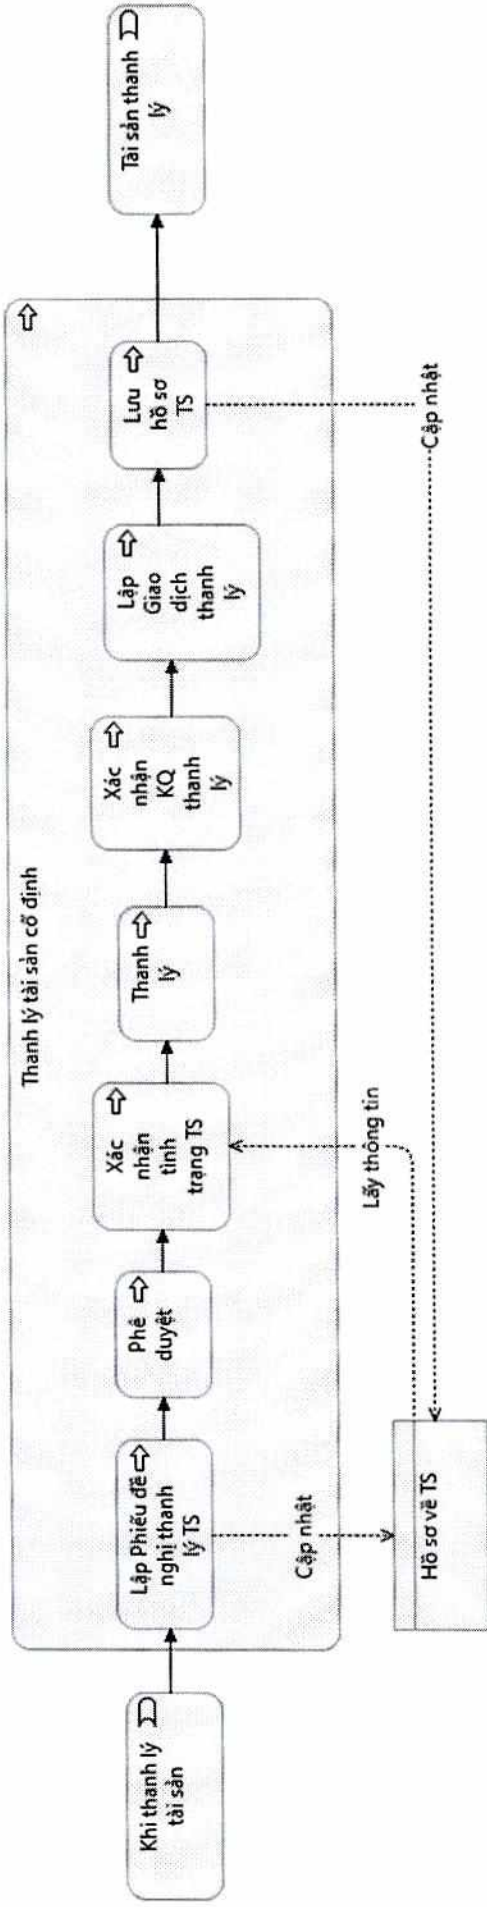 Thanh lý tài sản cố định
Khi thanh lý
tài sản
Lập Phiếu đề
nghị thanh
lý TS
Phê
duyệt
Xác
nhận
tình
trạng TS
Thanh
lý
Xác
nhận
KQ
thanh
lý
Lập
Giao
dịch
thanh
lý
Lưu
hồ sơ
TS
Tài sản thanh
lý
Cập nhật
Lấy thông tin
Cập nhật
Hồ sơ về TS